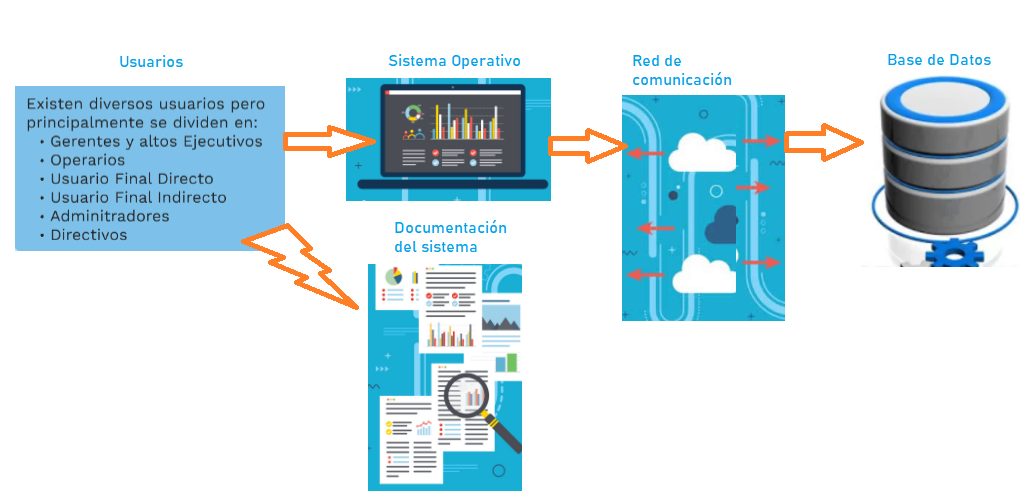 Usuarios
Existen diversos usuarios pero
principalmente se dividen en:
• Gerentes y altos Ejecutivos
• Operarios
• Usuario Final Directo
• Usuario Final Indirecto
• Adminitradores
• Directivos
Sistema Operativo
Documentación
del sistema
Red de
comunicación
Base de Datos